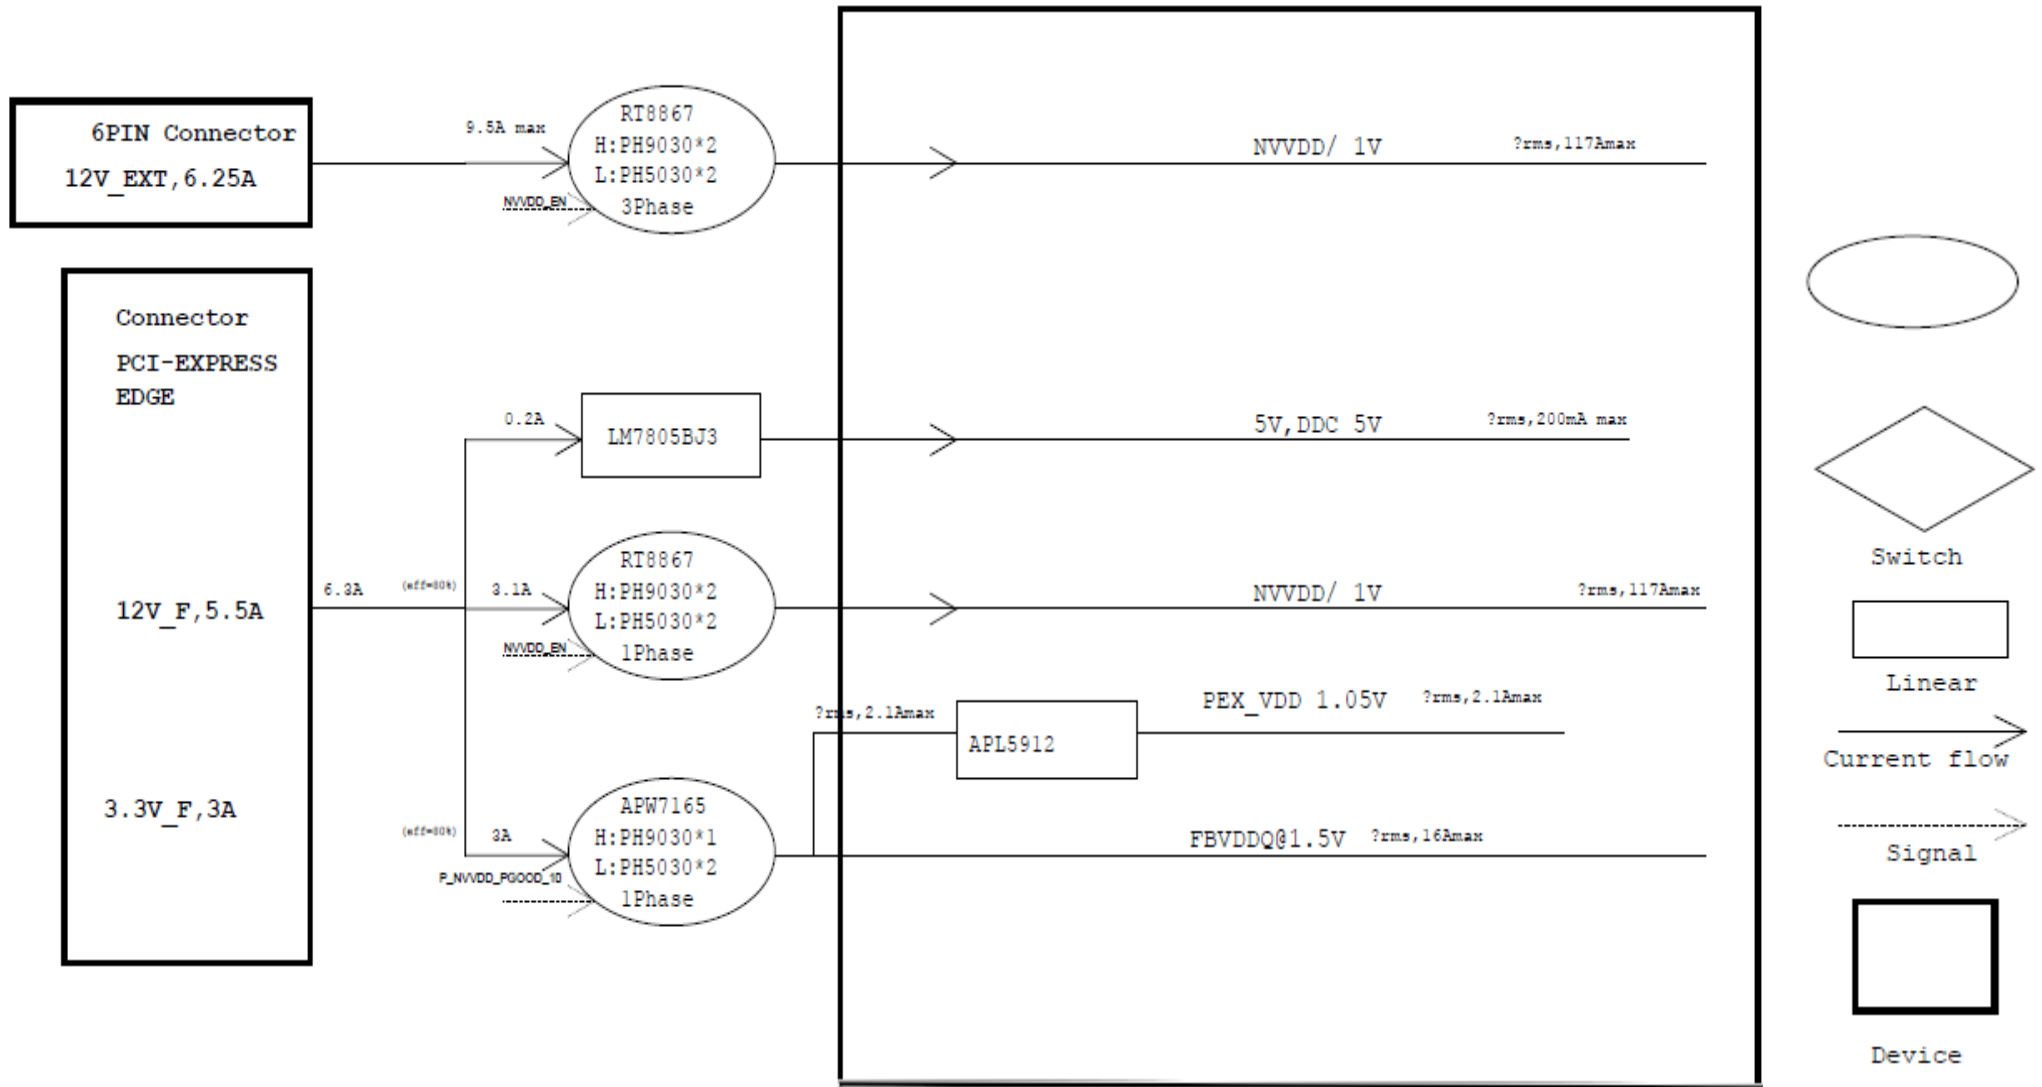 6PIN Connector
12V_EXT,6.25A
9.5A max
NVVDD_EN
RT8867
H:PH9030*2
L:PH5030*2
3Phase
NVVDD/ 1V
?rms,117Amax
Connector
PCI-EXPRESS
EDGE
12V_F,5.5A
3.3V_F,3A
6.3A
0.2A
LM7805BJ3
5V,DDC 5V
?rms,200mA max
(eff=80%)
3.1A
NVVDD_EN
RT8867
H:PH9030*2
L:PH5030*2
1Phase
NVVDD/ 1V
?rms,117Amax
?rms,2.1Amax
APL5912
PEX_VDD 1.05V
?rms,2.1Amax
(eff=80%)
3A
P_NVVDD_PGOOD_10
APW7165
H:PH9030*1
L:PH5030*2
1Phase
FBVDDQ@1.5V
?rms,16Amax
Switch
Linear
Current flow
Signal
Device